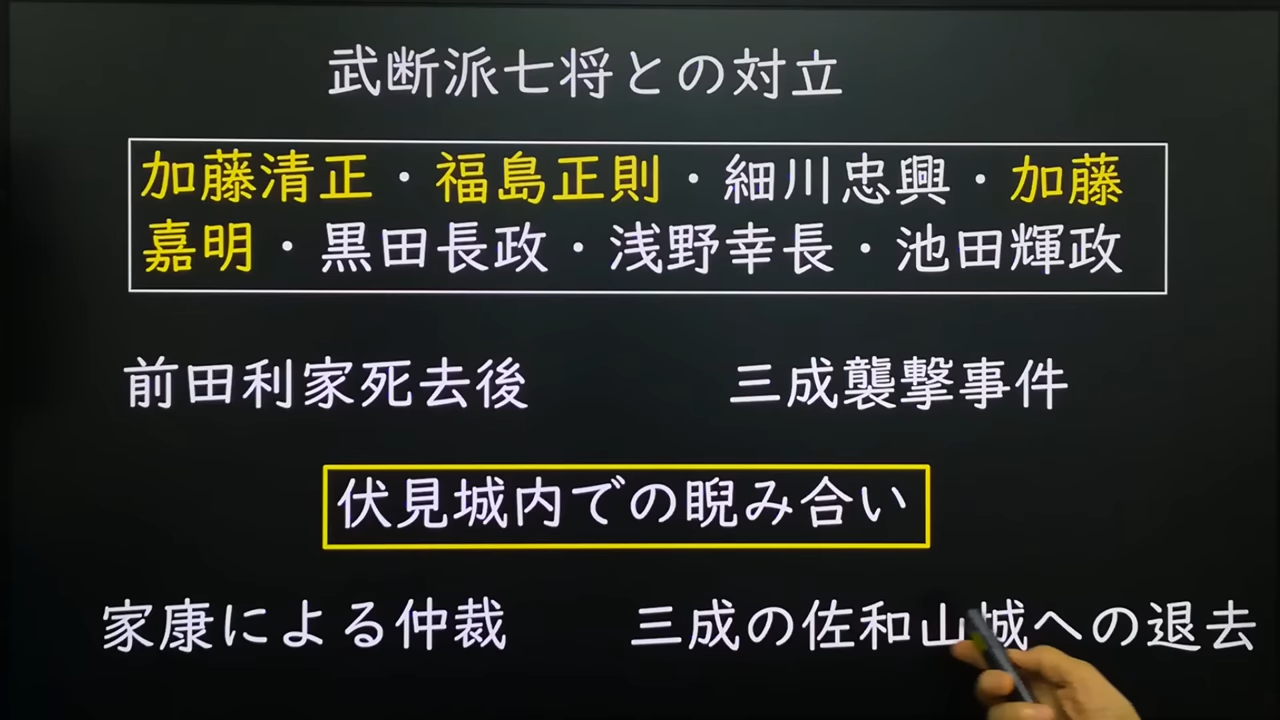 武断派七将との対立
加藤清正・福島正則・細川忠興・加藤
嘉明・黒田長政・浅野幸長・池田輝政
前田利家死去後 三成襲撃事件
伏見城内での睨み合い
家康による仲裁 三成の佐和山城への退去